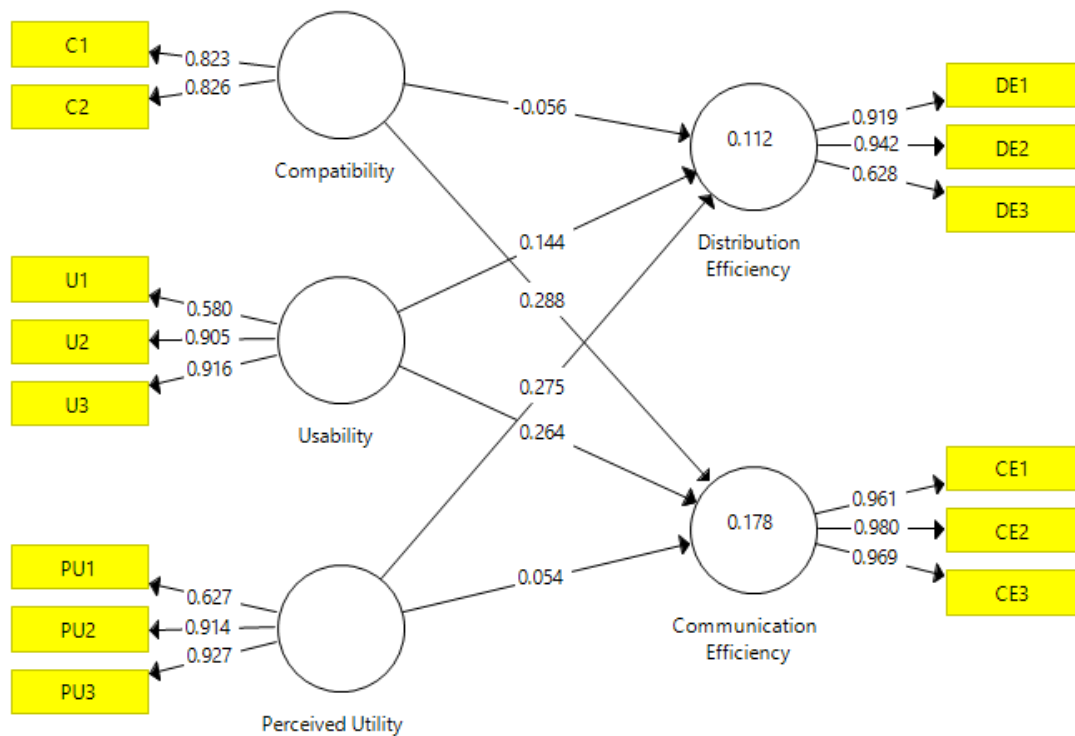 C1
0.823
C2
0.826
Compatibility
-0.056
0.288
DE1
0.919
DE2
0.942
DE3
0.628
0.112
Distribution
Efficiency
U1
0.580
U2
0.905
U3
0.916
Usability
0.144
0.264
PU1
0.627
PU2
0.914
PU3
0.927
Perceived Utility
0.275
0.054
CE1
0.961
CE2
0.980
CE3
0.969
0.178
Communication
Efficiency